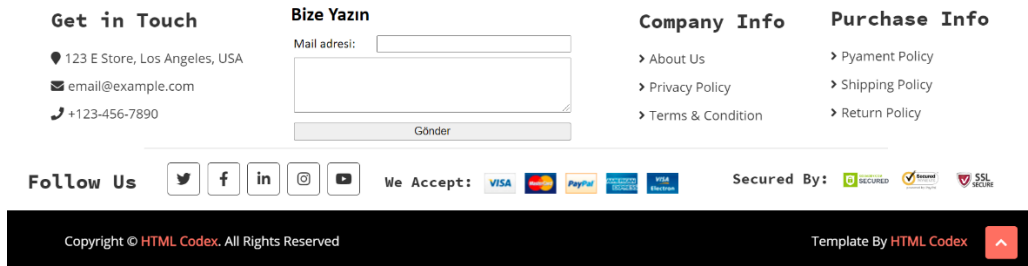 Get in Touch
123 E Store, Los Angeles, USA
email@example.com
+123-456-7890
Bize Yazın
Mail adresi:
Gönder
Company Info
About Us
Privacy Policy
Terms & Condition
Purchase Info
Pyament Policy
Shipping Policy
Return Policy
Follow Us
We Accept:
VISA
PayPal
VISA
Electron
Secured By:
SECURED
Secured
SSL
SECURE
Copyright © HTML Codex. All Rights Reserved
Template By HTML Codex